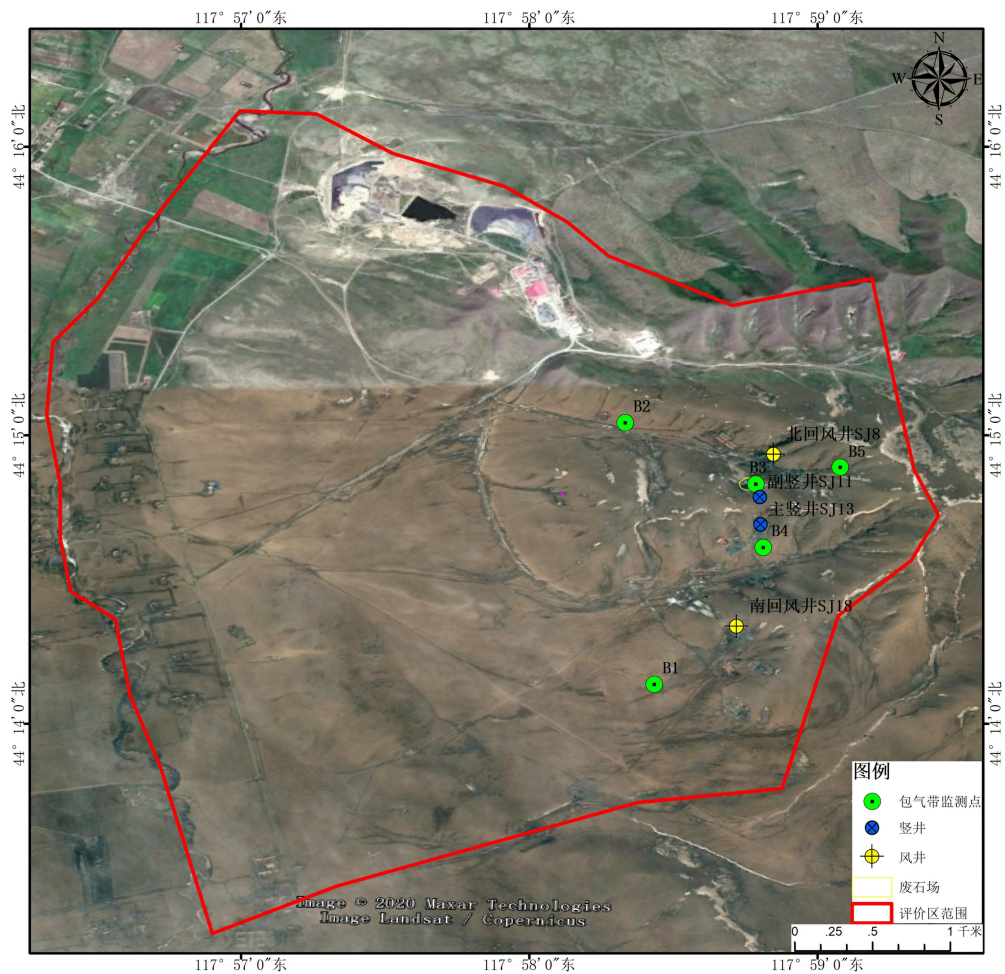 117° 57′0″东
117° 58′0″东
117° 59′0″东
N
W
E
S
44° 16′0″北
44° 16′0″北
B2
44° 15′0″北
44° 15′0″北
北回风井SJ8
B5
B3
副竖井SJ11
主竖井SJ13
B4
南回风井SJ18
B1
44° 14′0″北
44° 14′0″北
图例
包气带监测点
竖井
风井
废石场
评价区范围
0 .25 .5 1 千米
Image © 2020 Maxar Technologies
Image Landsat / Copernicus
117° 57′0″东
117° 58′0″东
117° 59′0″东